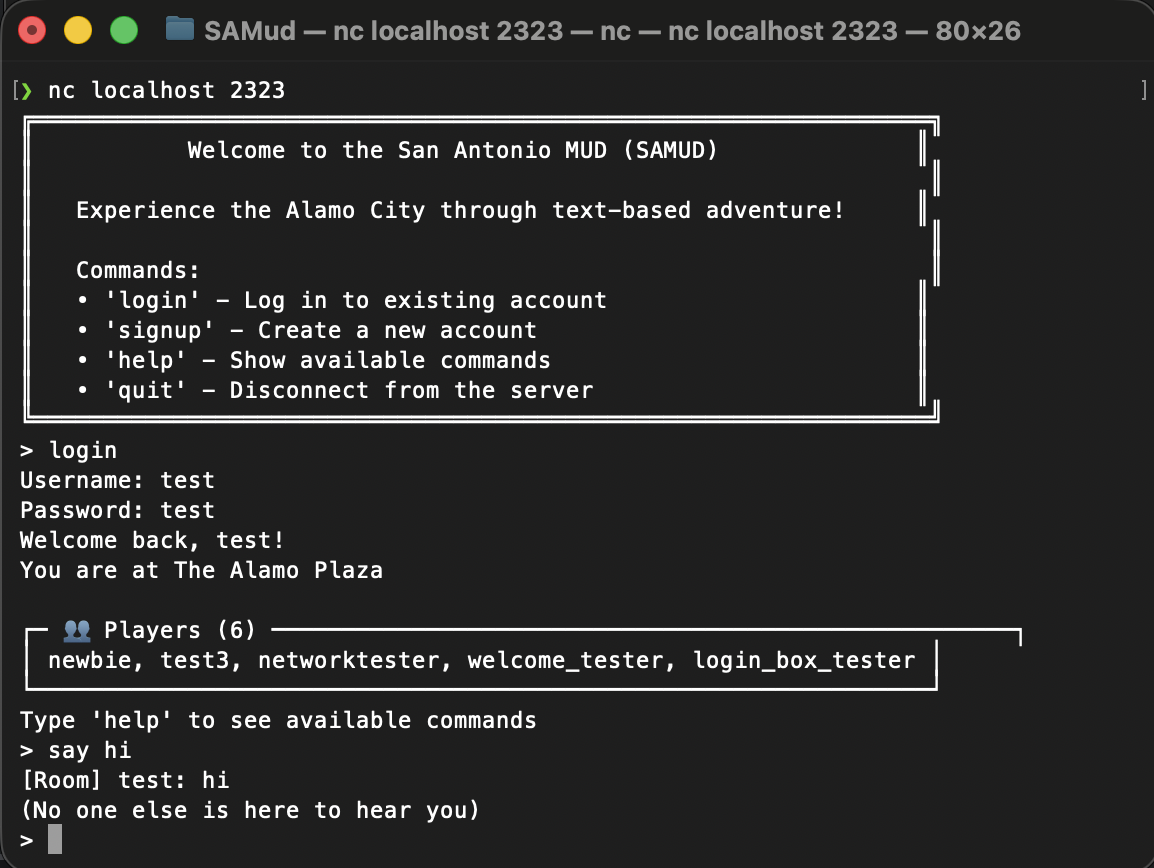 SAMud — nc localhost 2323 — nc — nc localhost 2323 — 80×26
[❯ nc localhost 2323 ]
Welcome to the San Antonio MUD (SAMUD)
Experience the Alamo City through text-based adventure!
Commands:
• 'login' - Log in to existing account
• 'signup' - Create a new account
• 'help' - Show available commands
• 'quit' - Disconnect from the server
> login
Username: test
Password: test
Welcome back, test!
You are at The Alamo Plaza
👥 Players (6)
newbie, test3, networktester, welcome_tester, login_box_tester
Type 'help' to see available commands
> say hi
[Room] test: hi
(No one else is here to hear you)
>